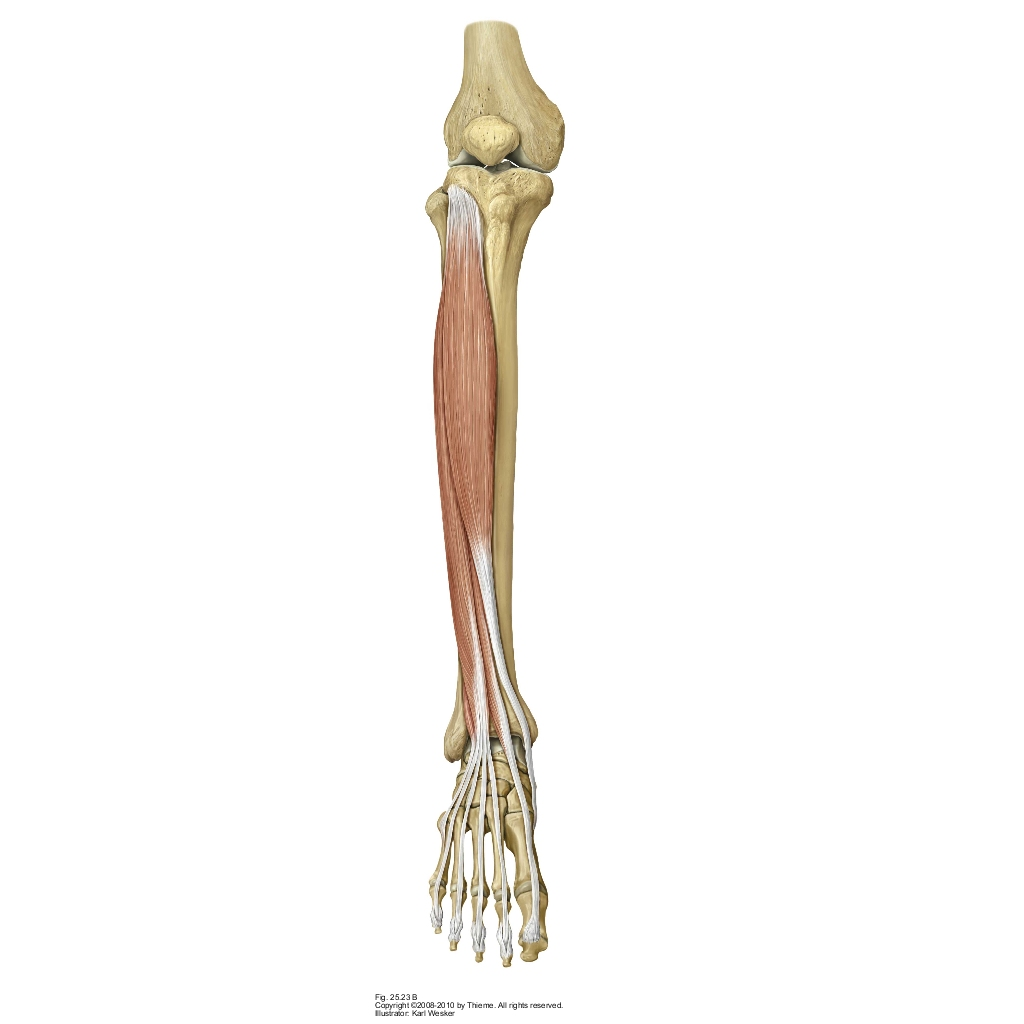 Fig. 25.23 B
Copyright ©2008-2010 by Thieme. All rights reserved.
Illustrator: Karl Wesker